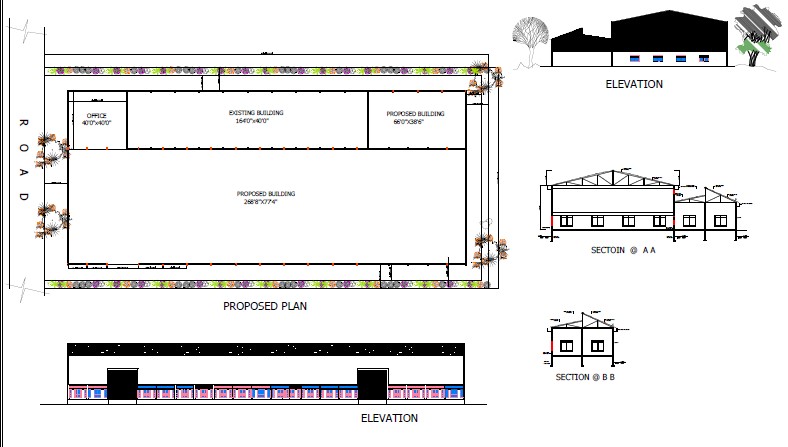 ELEVATION
ROAD
OFFICE
40'0"x40'0"
EXISTING BUILDING
164'0"x40'0"
PROPOSED BUILDING
66'0"X38'6"
PROPOSED BUILDING
268'8"X77'4"
PROPOSED PLAN
SECTOIN @ A A
SECTION @ B B
ELEVATION